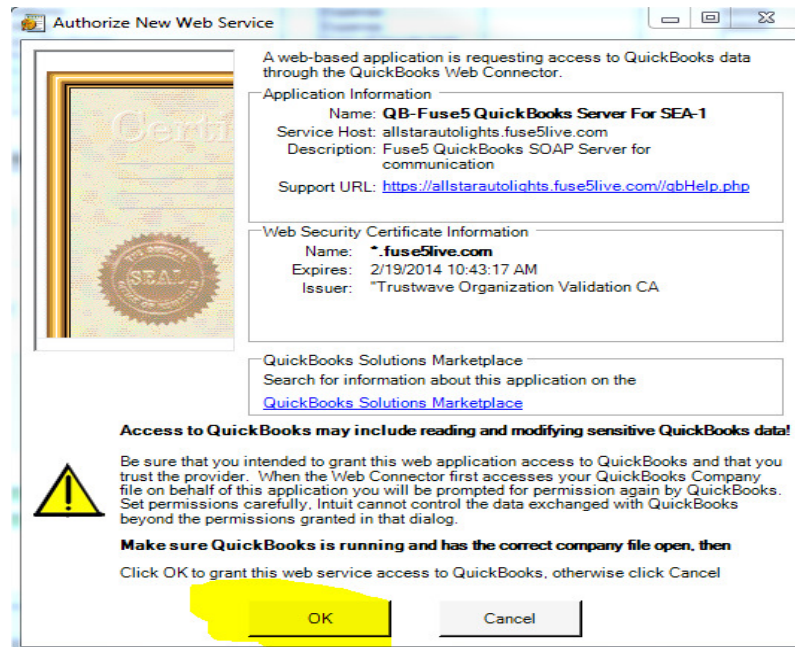 Authorize New Web Service
A web-based application is requesting access to QuickBooks data
through the QuickBooks Web Connector.
Application Information
Name: QB-Fuse5 QuickBooks Server For SEA-1
Service Host: allstarautolights.fuse5live.com
Description: Fuse5 QuickBooks SOAP Server for
communication
Support URL: https://allstarautolights.fuse5live.com//qbHelp.php
Web Security Certificate Information
Name: *.fuse5live.com
Expires: 2/19/2014 10:43:17 AM
Issuer: "Trustwave Organization Validation CA
Certi
SEAL
QuickBooks Solutions Marketplace
Search for information about this application on the
QuickBooks Solutions Marketplace
Access to QuickBooks may include reading and modifying sensitive QuickBooks data!
Be sure that you intended to grant this web application access to QuickBooks and that you
trust the provider. When the Web Connector first accesses your QuickBooks Company
file on behalf of this application you will be prompted for permission again by QuickBooks.
Set permissions carefully, Intuit cannot control the data exchanged with QuickBooks
beyond the permissions granted in that dialog.
Make sure QuickBooks is running and has the correct company file open, then
Click OK to grant this web service access to QuickBooks, otherwise click Cancel
OK
Cancel